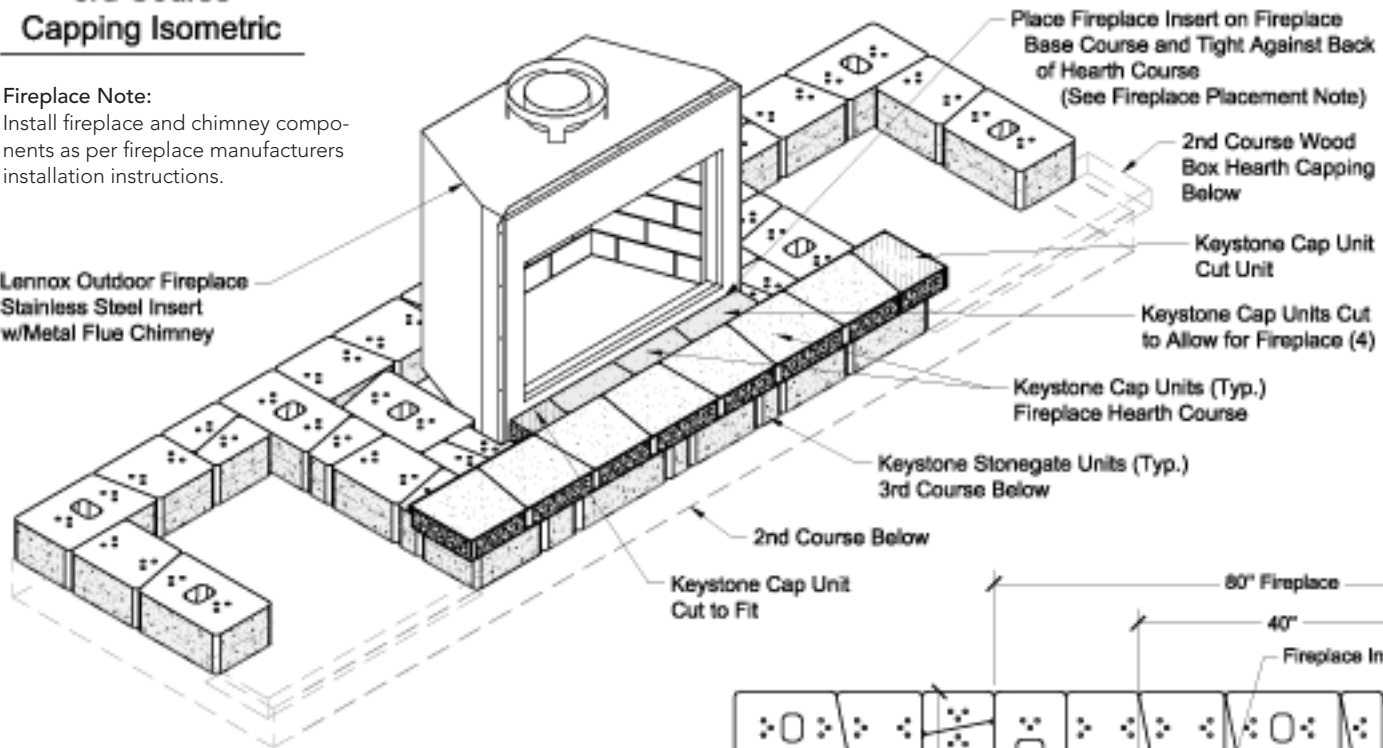 Capping Isometric
Fireplace Note:
Install fireplace and chimney compo-
nents as per fireplace manufacturers
installation instructions.
Lennox Outdoor Fireplace
Stainless Steel Insert
w/Metal Flue Chimney
Place Fireplace Insert on Fireplace
Base Course and Tight Against Back
of Hearth Course
(See Fireplace Placement Note)
2nd Course Wood
Box Hearth Capping
Below
Keystone Cap Unit
Cut Unit
Keystone Cap Units Cut
to Allow for Fireplace (4)
Keystone Cap Units (Typ.)
Fireplace Hearth Course
Keystone Stonegate Units (Typ.)
3rd Course Below
2nd Course Below
Keystone Cap Unit
Cut to Fit
80" Fireplace
40"
Fireplace In